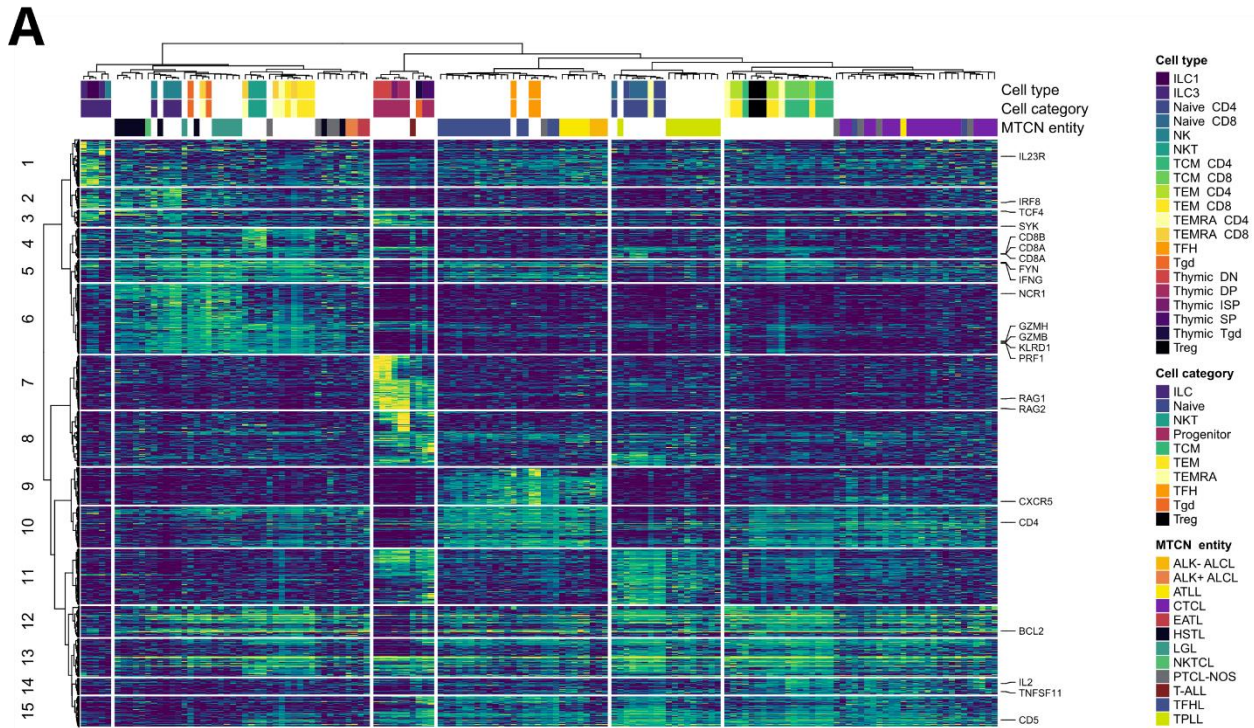 A
Cell type
Cell category
MTCN entity
1
2
3
4
5
6
7
8
9
10
11
12
13
14
15
IL23R
IRF8
TCF4
SYK
CD8B
CD8A
CD8A
FYN
IFNG
NCR1
GZMH
GZMB
KLRD1
PRF1
RAG1
RAG2
CXCR5
CD4
BCL2
IL2
TNFSF11
CD5
Cell type
ILC1
ILC3
Naive CD4
Naive CD8
NK
NKT
TCM CD4
TCM CD8
TEM CD4
TEM CD8
TEMRA CD4
TEMRA CD8
TFH
Tgd
Thymic DN
Thymic DP
Thymic ISP
Thymic SP
Thymic Tgd
Treg
Cell category
ILC
Naive
NKT
Progenitor
TCM
TEM
TEMRA
TFH
Tgd
Treg
MTCN entity
ALK- ALCL
ALK+ ALCL
ATLL
CTCL
EATL
HSTL
LGL
NKTCL
PTCL-NOS
T-ALL
TFHL
TPLL